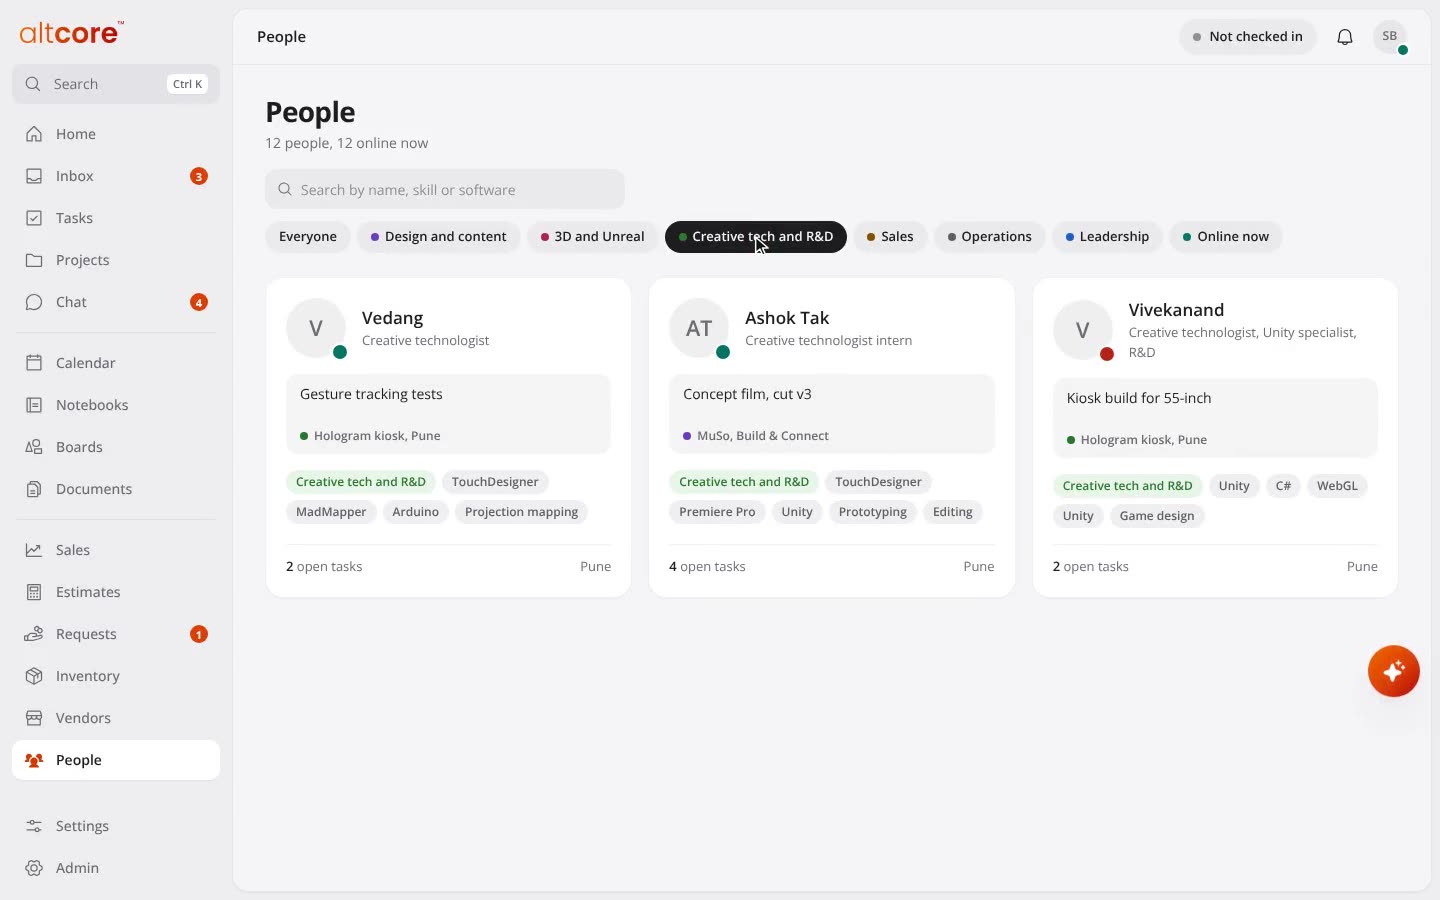 altcore™
Search
Ctrl K
Home
Inbox
3
Tasks
Projects
Chat
4
Calendar
Notebooks
Boards
Documents
Sales
Estimates
Requests
1
Inventory
Vendors
People
Settings
Admin
People
Not checked in
SB
People
12 people, 12 online now
Search by name, skill or software
Everyone
Design and content
3D and Unreal
Creative tech and R&D
Sales
Operations
Leadership
Online now
V
Vedang
Creative technologist
Gesture tracking tests
Hologram kiosk, Pune
Creative tech and R&D
TouchDesigner
MadMapper
Arduino
Projection mapping
2 open tasks
Pune
AT
Ashok Tak
Creative technologist intern
Concept film, cut v3
MuSo, Build & Connect
Creative tech and R&D
TouchDesigner
Premiere Pro
Unity
Prototyping
Editing
4 open tasks
Pune
V
Vivekanand
Creative technologist, Unity specialist,
R&D
Kiosk build for 55-inch
Hologram kiosk, Pune
Creative tech and R&D
Unity
C#
WebGL
Unity
Game design
2 open tasks
Pune